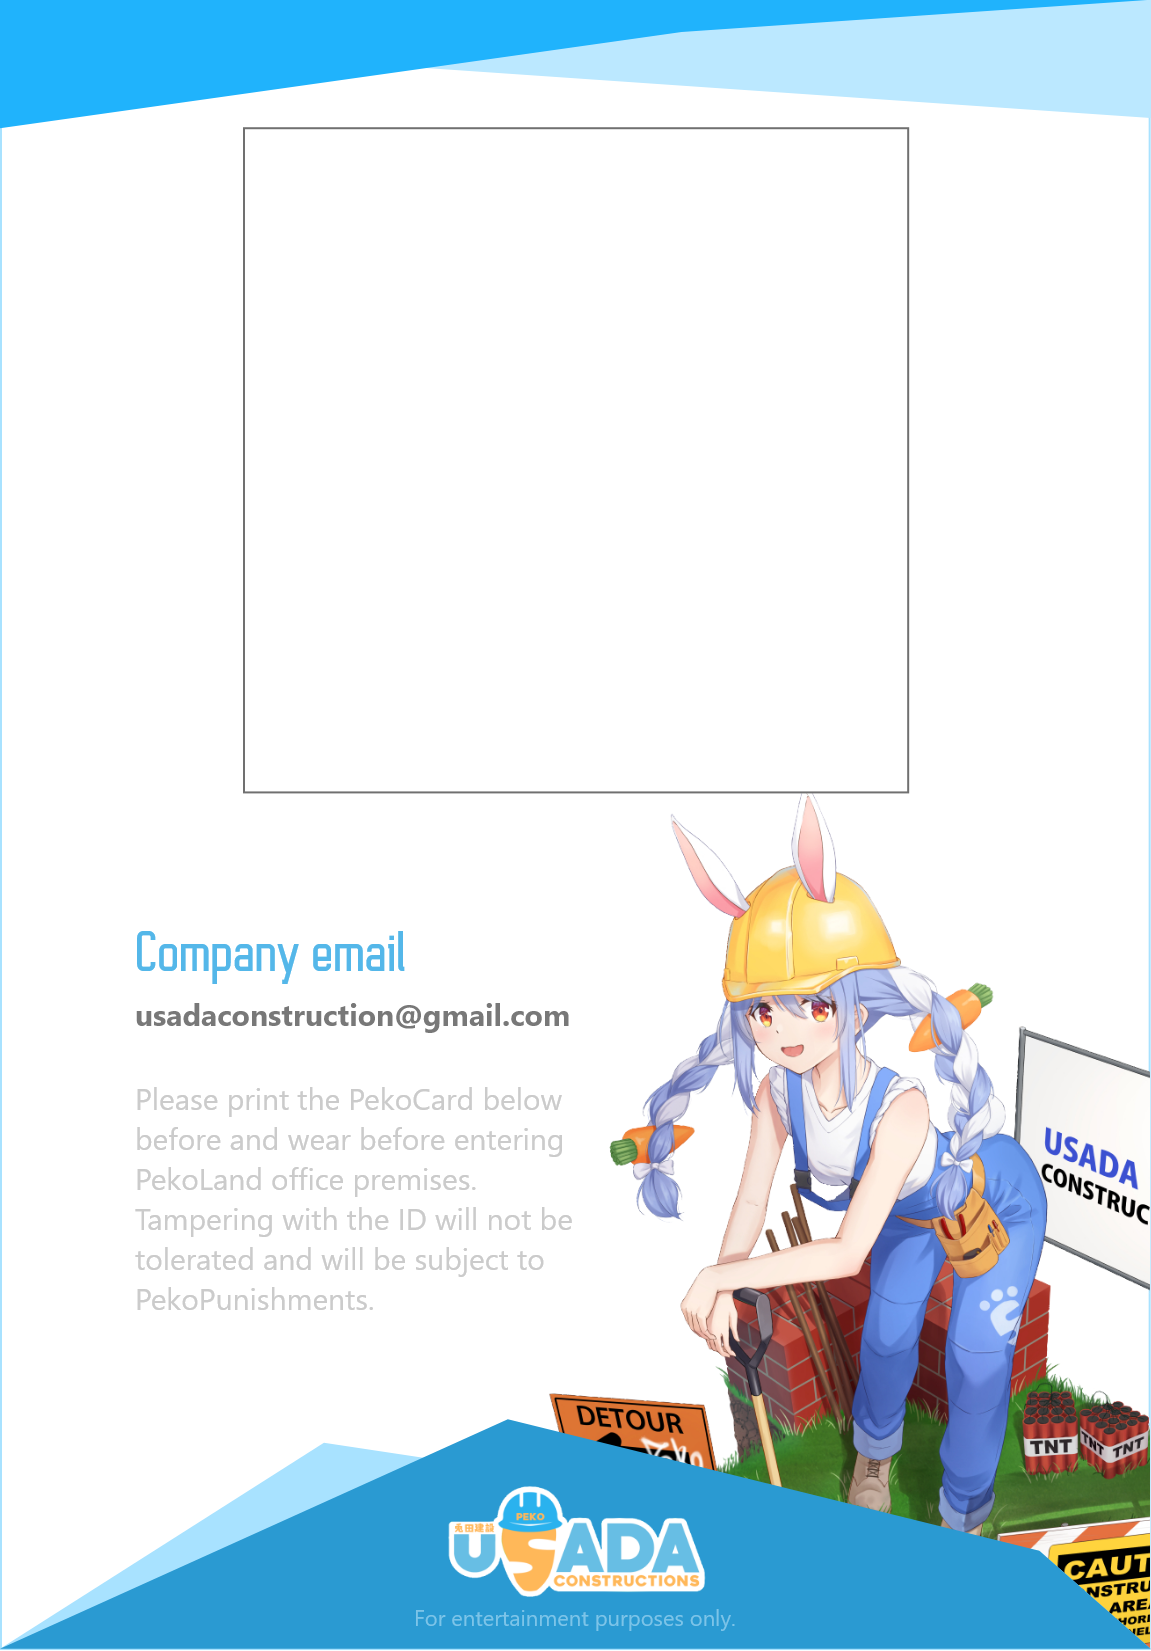 Company email
usadaconstruction@gmail.com
Please print the PekoCard below
before and wear before entering
PekoLand office premises.
Tampering with the ID will not be
tolerated and will be subject to
PekoPunishments.
USADA
CONSTRUC
DETOUR
TNT
TNT
TNT
PEKO
兎田建設
USADA
CONSTRUCTIONS
For entertainment purposes only.
CAUT
NSTRU
ARE
HOR